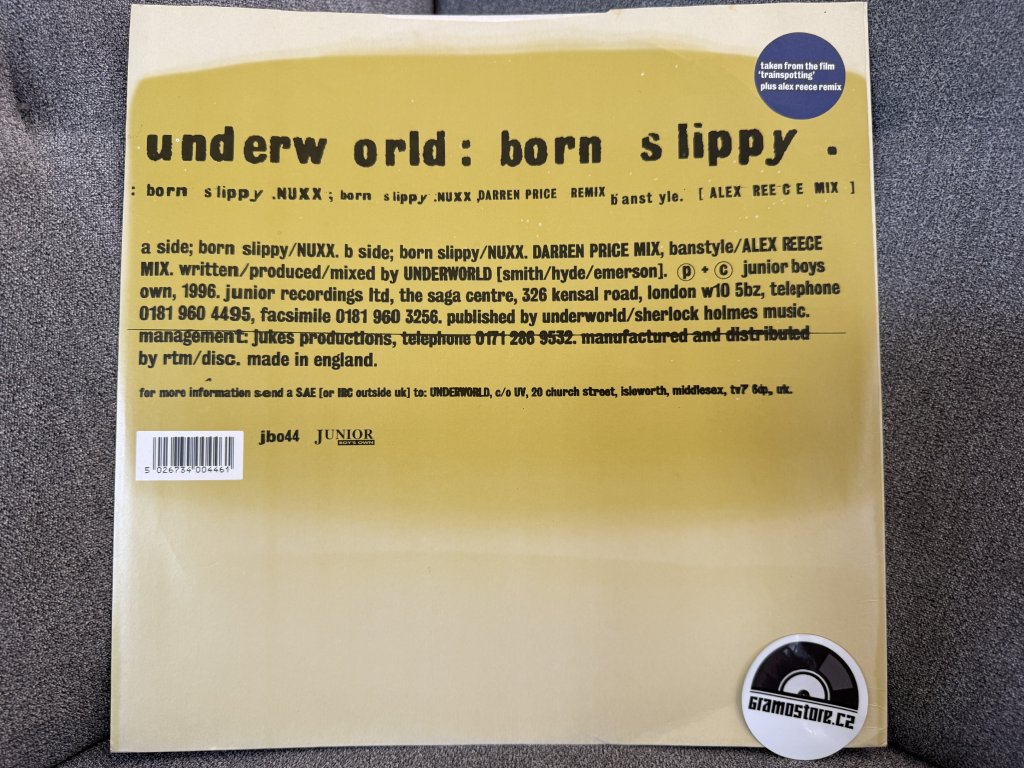 taken from the film
'trainspotting'
plus alex reece remix
underw orld: born slippy .
: born slippy .NUXX ; born slippy .NUXX ,DARREN PRICE REMIX banst yle. [ ALEX REECE MIX ]
a side; born slippy/NUXX. b side; born slippy/NUXX. DARREN PRICE MIX, banstyle/ALEX REECE
MIX. written/produced/mixed by UNDERWORLD [smith/hyde/emerson]. ℗ + © junior boys
own, 1996. junior recordings ltd, the saga centre, 326 kensal road, london w10 5bz, telephone
0181 960 4495, facsimile 0181 960 3256. published by underworld/sherlock holmes music.
management: jukes productions, telephone 0171 286 9532. manufactured and distributed
by rtm/disc. made in england.
for more information send a SAE [or IRC outside uk] to: UNDERWORLD, c/o UV, 20 church street, isleworth, middlesex, tw7 6dp, uk.
jbo44 JUNIOR
BOY'S OWN
5 026734 004461
Gramostore.cz